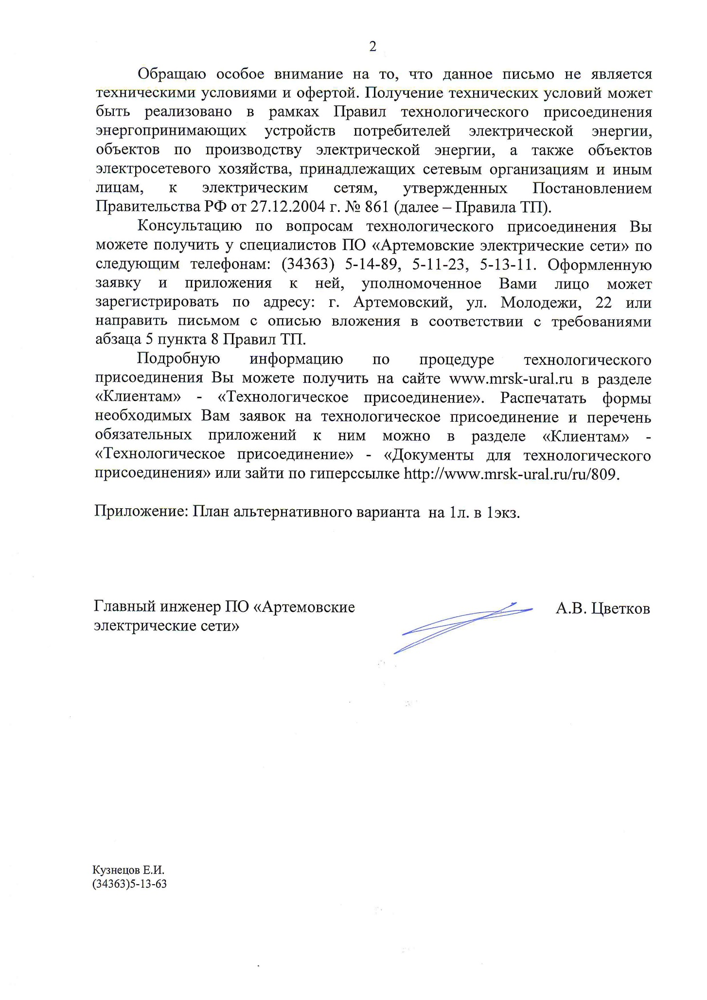 2
Обращаю особое внимание на то, что данное письмо не является
техническими условиями и офертой. Получение технических условий может
быть реализовано в рамках Правил технологического присоединения
энергопринимающих устройств потребителей электрической энергии,
объектов по производству электрической энергии, а также объектов
электросетевого хозяйства, принадлежащих сетевым организациям и иным
лицам, к электрическим сетям, утвержденных Постановлением
Правительства РФ от 27.12.2004 г. № 861 (далее – Правила ТП).
Консультацию по вопросам технологического присоединения Вы
можете получить у специалистов ПО «Артемовские электрические сети» по
следующим телефонам: (34363) 5-14-89, 5-11-23, 5-13-11. Оформленную
заявку и приложения к ней, уполномоченное Вами лицо может
зарегистрировать по адресу: г. Артемовский, ул. Молодежи, 22 или
направить письмом с описью вложения в соответствии с требованиями
абзаца 5 пункта 8 Правил ТП.
Подробную информацию по процедуре технологического
присоединения Вы можете получить на сайте www.mrsk-ural.ru в разделе
«Клиентам» - «Технологическое присоединение». Распечатать формы
необходимых Вам заявок на технологическое присоединение и перечень
обязательных приложений к ним можно в разделе «Клиентам» -
«Технологическое присоединение» - «Документы для технологического
присоединения» или зайти по гиперссылке http://www.mrsk-ural.ru/ru/809.
Приложение: План альтернативного варианта на 1л. в 1экз.
Главный инженер ПО «Артемовские
электрические сети»
А.В. Цветков
Кузнецов Е.И.
(34363)5-13-63